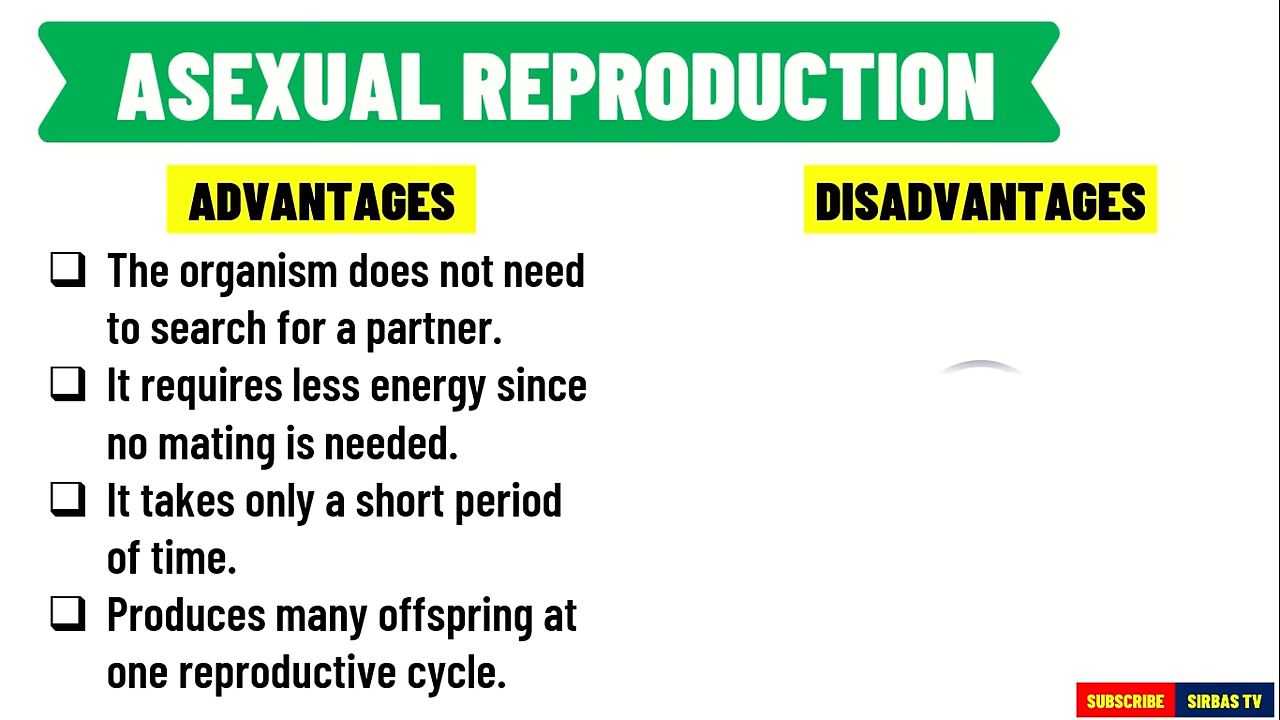 ASEXUAL REPRODUCTION
ADVANTAGES
The organism does not need
to search for a partner.
It requires less energy since
no mating is needed.
It takes only a short period
of time.
Produces many offspring at
one reproductive cycle.
DISADVANTAGES
SUBSCRIBE SIRBAS TV